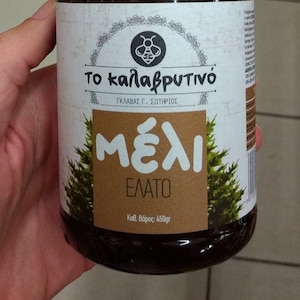 το καλαβρυτινό
ΓΚΛΑΒΑΣ Γ. ΣΩΤΗΡΙΟΣ
μέλι
ΕΛΑΤΟ
Καθ. Βάρος 450gr